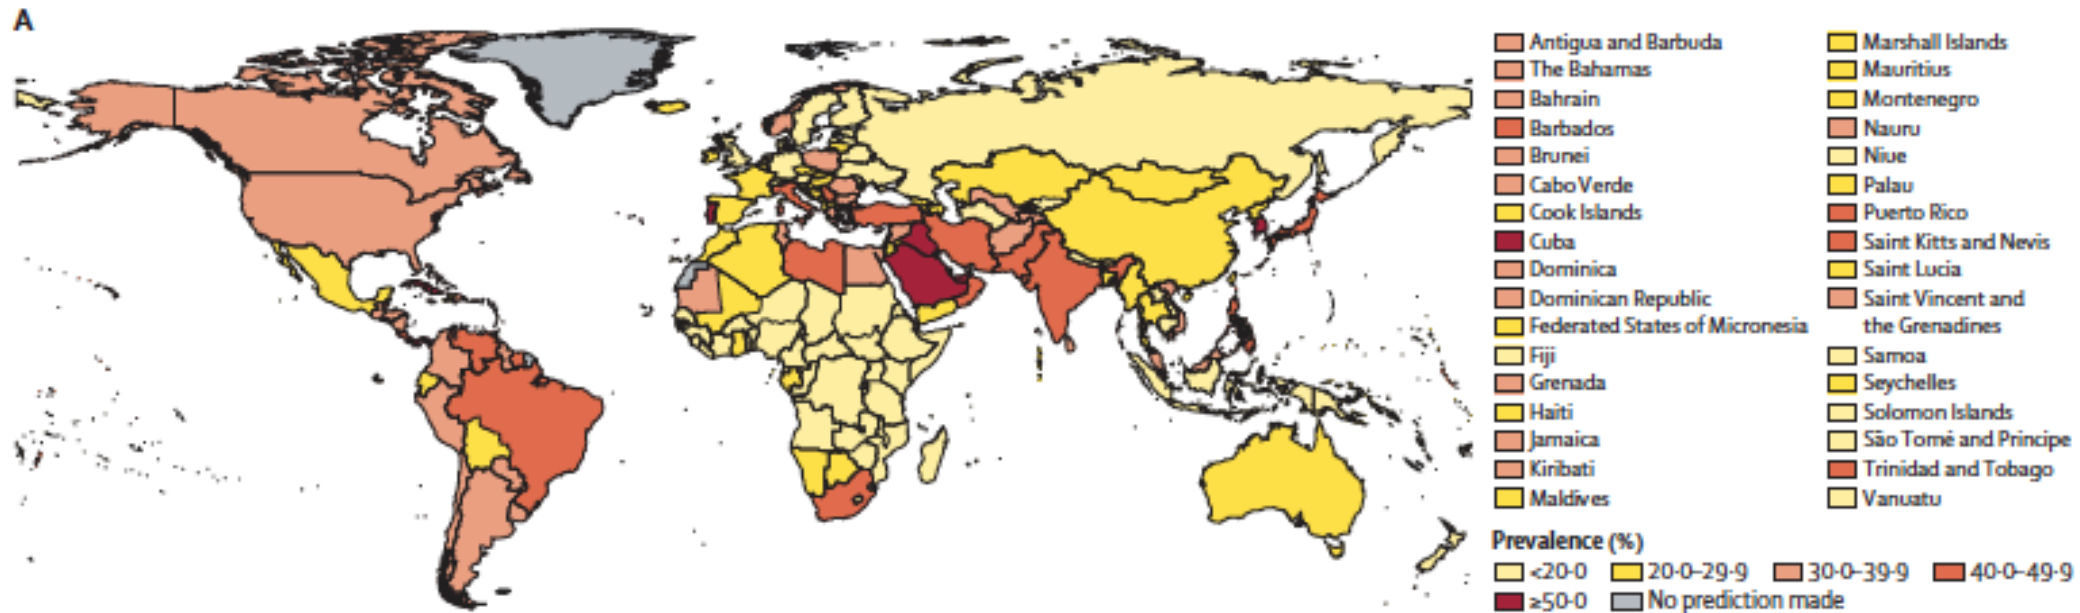 A
Antigua and Barbuda
The Bahamas
Bahrain
Barbados
Brunei
Cabo Verde
Cook Islands
Cuba
Dominica
Dominican Republic
Federated States of Micronesia
Fiji
Grenada
Haiti
Jamaica
Kiribati
Maldives
Marshall Islands
Mauritius
Montenegro
Nauru
Niue
Palau
Puerto Rico
Saint Kitts and Nevis
Saint Lucia
Saint Vincent and
the Grenadines
Samoa
Seychelles
Solomon Islands
São Tomé and Principe
Trinidad and Tobago
Vanuatu
Prevalence (%)
<20·0 20·0–29·9 30·0–39·9 40·0–49·9
≥50·0 No prediction made